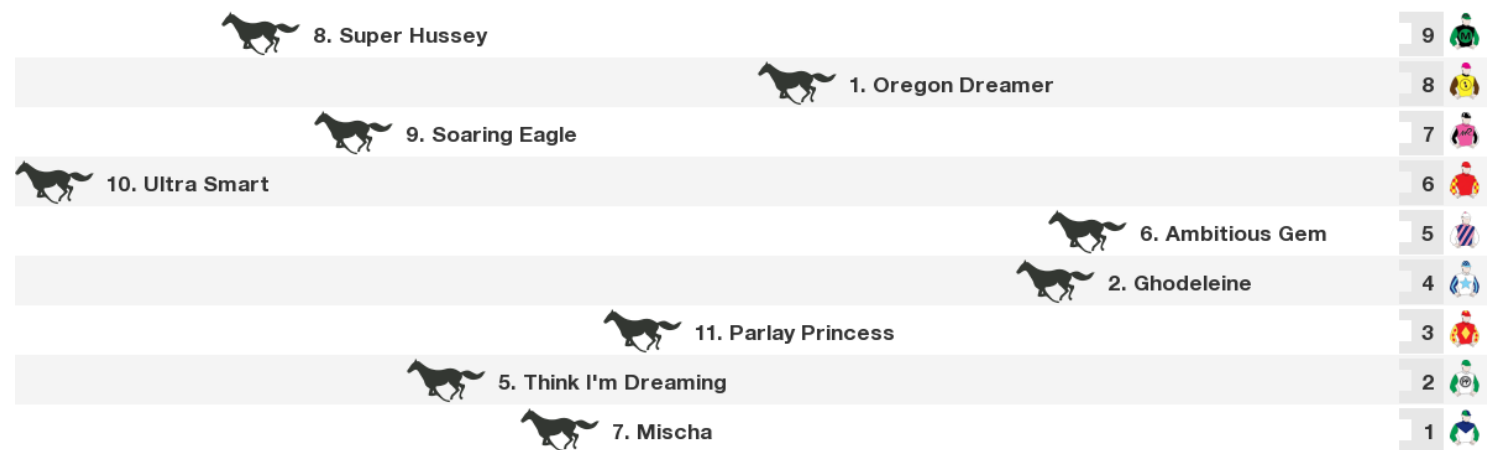 8. Super Hussey 9
1. Oregon Dreamer 8
9. Soaring Eagle 7
10. Ultra Smart 6
6. Ambitious Gem 5
2. Ghodeleine 4
11. Parlay Princess 3
5. Think I'm Dreaming 2
7. Mischa 1